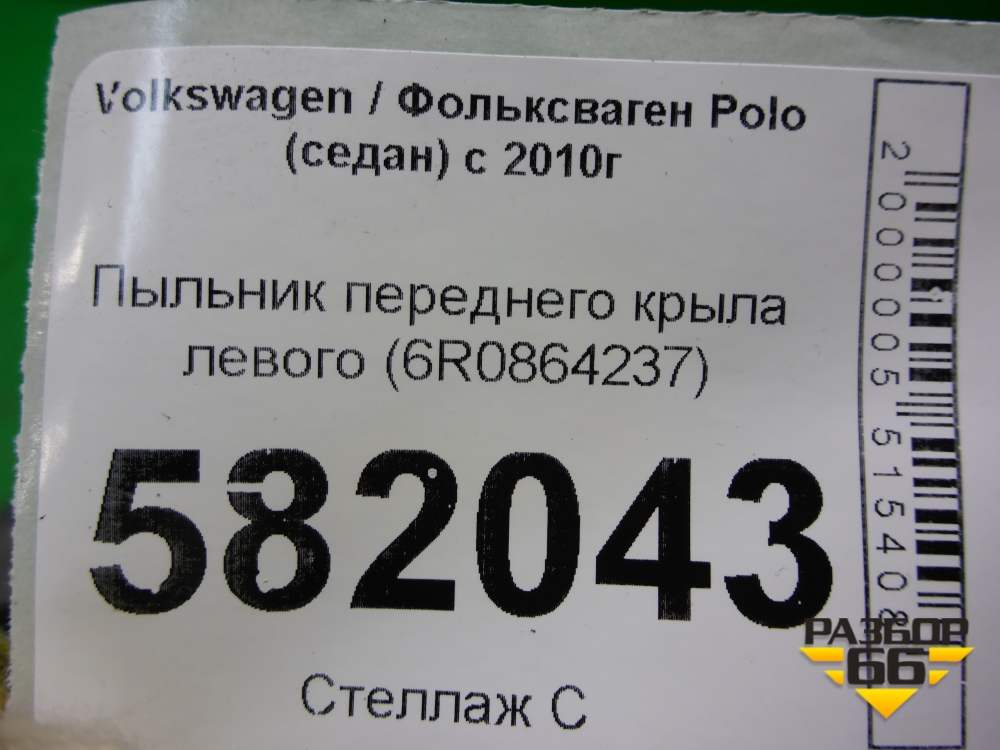 Volkswagen / Фольксваген Polo
(седан) с 2010г
Пыльник переднего крыла
левого (6R0864237)
582043
Стеллаж С
2000005515408
РАЗБОР
66